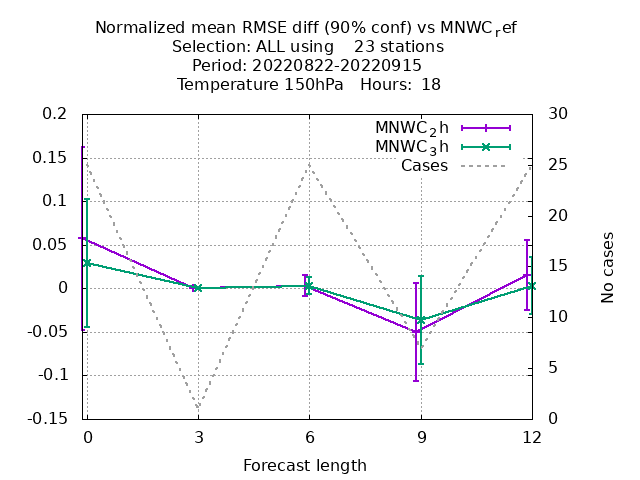 Normalized mean RMSE diff (90% conf) vs MNWC_ref
Selection: ALL using    23 stations
Period: 20220822-20220915
Temperature 150hPa   Hours:  18
0.2
0.15
0.1
0.05
0
-0.05
-0.1
-0.15
30
25
20
15
10
5
0
No cases
MNWC_2h
MNWC_3h
Cases
0 3 6 9 12
Forecast length